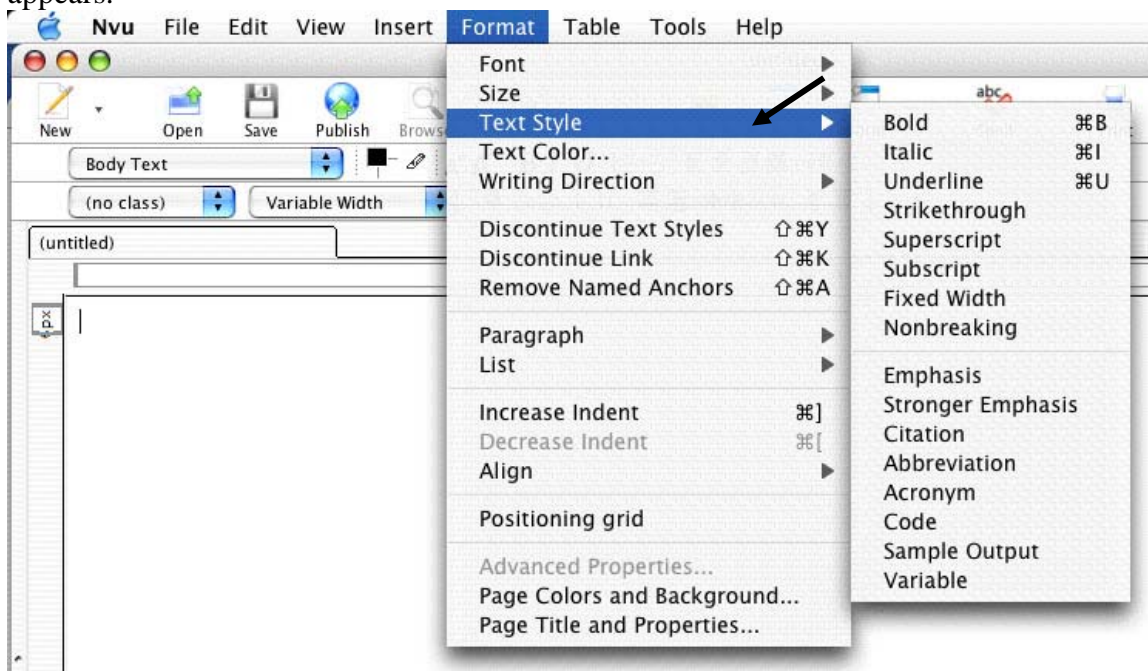 appears.
Nvu File Edit View Insert Format Table Tools Help
New Open Save Publish Browse
Body Text
(no class) Variable Width
(untitled)
px
Font
Size
Text Style
Text Color...
Writing Direction
Discontinue Text Styles ⇧⌘Y
Discontinue Link ⇧⌘K
Remove Named Anchors ⇧⌘A
Paragraph
List
Increase Indent ⌘]
Decrease Indent ⌘[
Align
Positioning grid
Advanced Properties...
Page Colors and Background...
Page Title and Properties...
abc
Bold ⌘B
Italic ⌘I
Underline ⌘U
Strikethrough
Superscript
Subscript
Fixed Width
Nonbreaking
Emphasis
Stronger Emphasis
Citation
Abbreviation
Acronym
Code
Sample Output
Variable